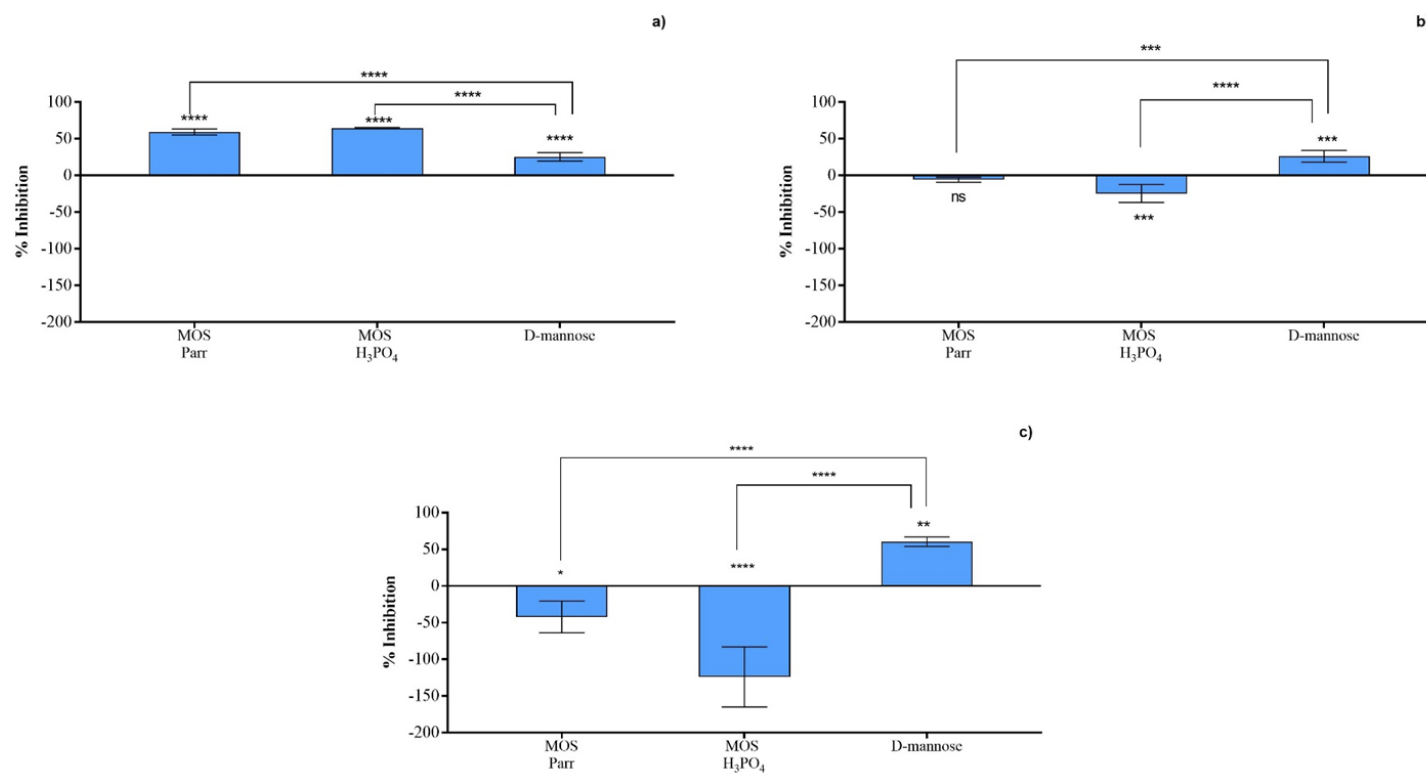 a)
****
****
****
****
****
% Inhibition
100
50
0
-50
-100
-150
-200
MOS
Parr
MOS
H₃PO₄
D-mannose
b
***
****
***
ns
***
% Inhibition
100
50
0
-50
-100
-150
-200
MOS
Parr
MOS
H₃PO₄
D-mannose
c)
****
****
**
*
****
% Inhibition
100
50
0
-50
-100
-150
-200
MOS
Parr
MOS
H₃PO₄
D-mannose